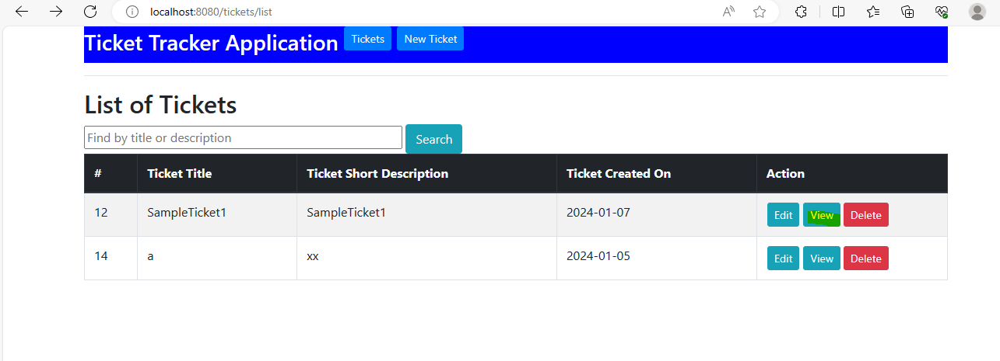 localhost:8080/tickets/list
Ticket Tracker Application Tickets New Ticket
List of Tickets
Find by title or description Search
# Ticket Title Ticket Short Description Ticket Created On Action
12 SampleTicket1 SampleTicket1 2024-01-07 Edit View Delete
14 a xx 2024-01-05 Edit View Delete